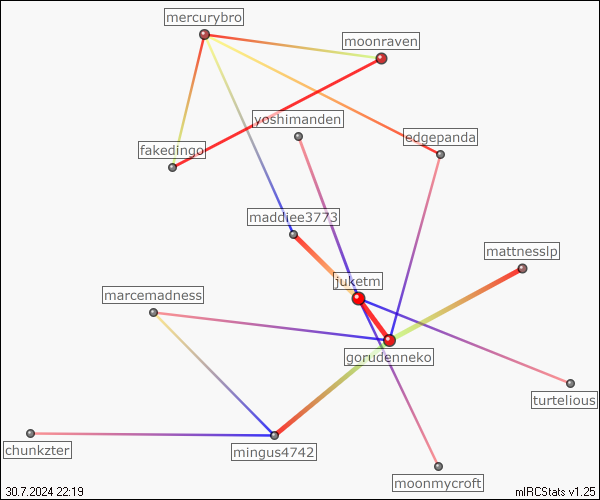 mercurybro
moonraven
yoshimanden
edgepanda
fakedingo
maddiee3773
mattnesslp
juketm
marcemadness
gorudenneko
turtelious
chunkzter
mingus4742
moonmycroft
30.7.2024 22:19
mIRCStats v1.25